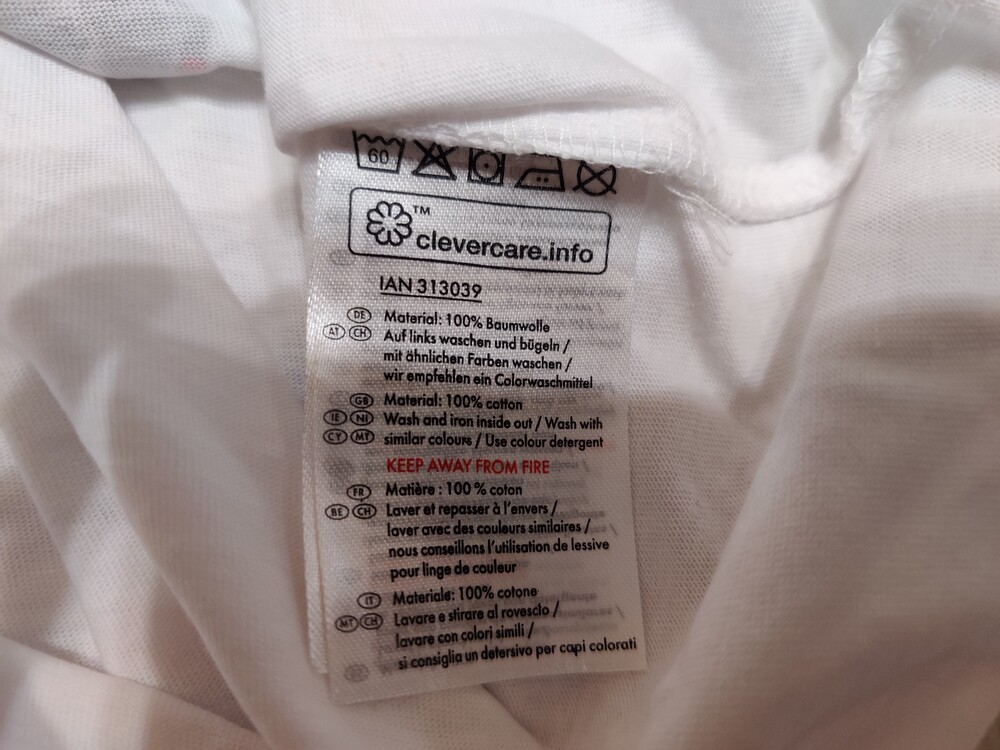 60
™
clevercare.info
IAN 313039
DE Material: 100% Baumwolle
AT CH Auf links waschen und bügeln /
mit ähnlichen Farben waschen /
wir empfehlen ein Colorwaschmittel
GB Material: 100% cotton
IE NI Wash and iron inside out / Wash with
CY MT similar colours / Use colour detergent
KEEP AWAY FROM FIRE
FR Matière : 100 % coton
BE CH Laver et repasser à l'envers /
laver avec des couleurs similaires /
nous conseillons l'utilisation de lessive
pour linge de couleur
IT Materiale: 100% cotone
MT CH Lavare e stirare al rovescio /
lavare con colori simili /
si consiglia un detersivo per capi colorati